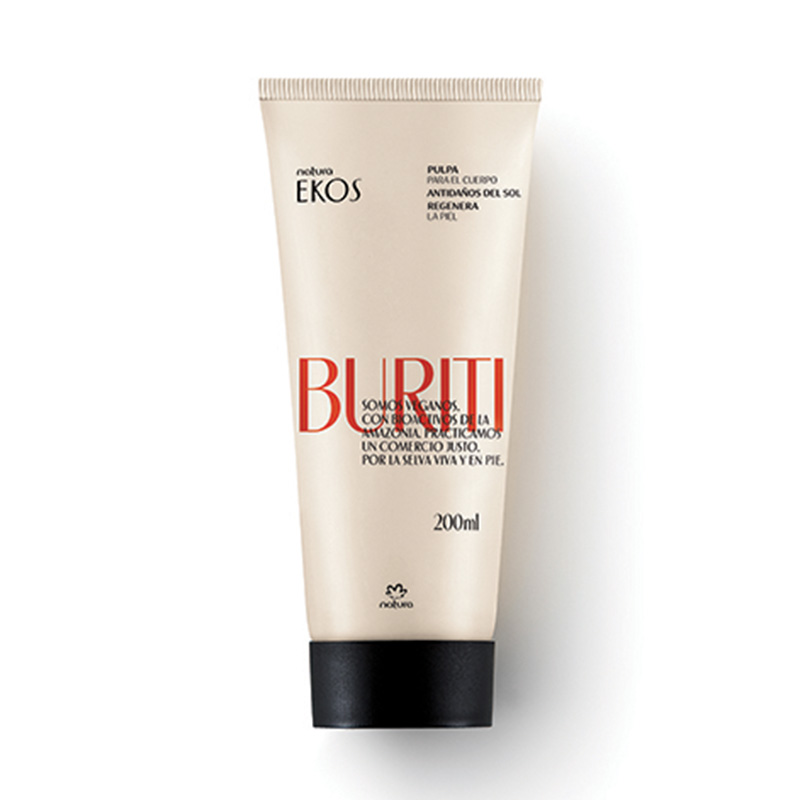 natura
EKOS
PULPA
PARA EL CUERPO
ANTIDAÑOS DEL SOL
REGENERA
LA PIEL
BURITI
SOMOS VEGANOS,
CON BIOACTIVOS DE LA
AMAZONIA. PRACTICAMOS
UN COMERCIO JUSTO,
POR LA SELVA VIVA Y EN PIE.
200ml
natura